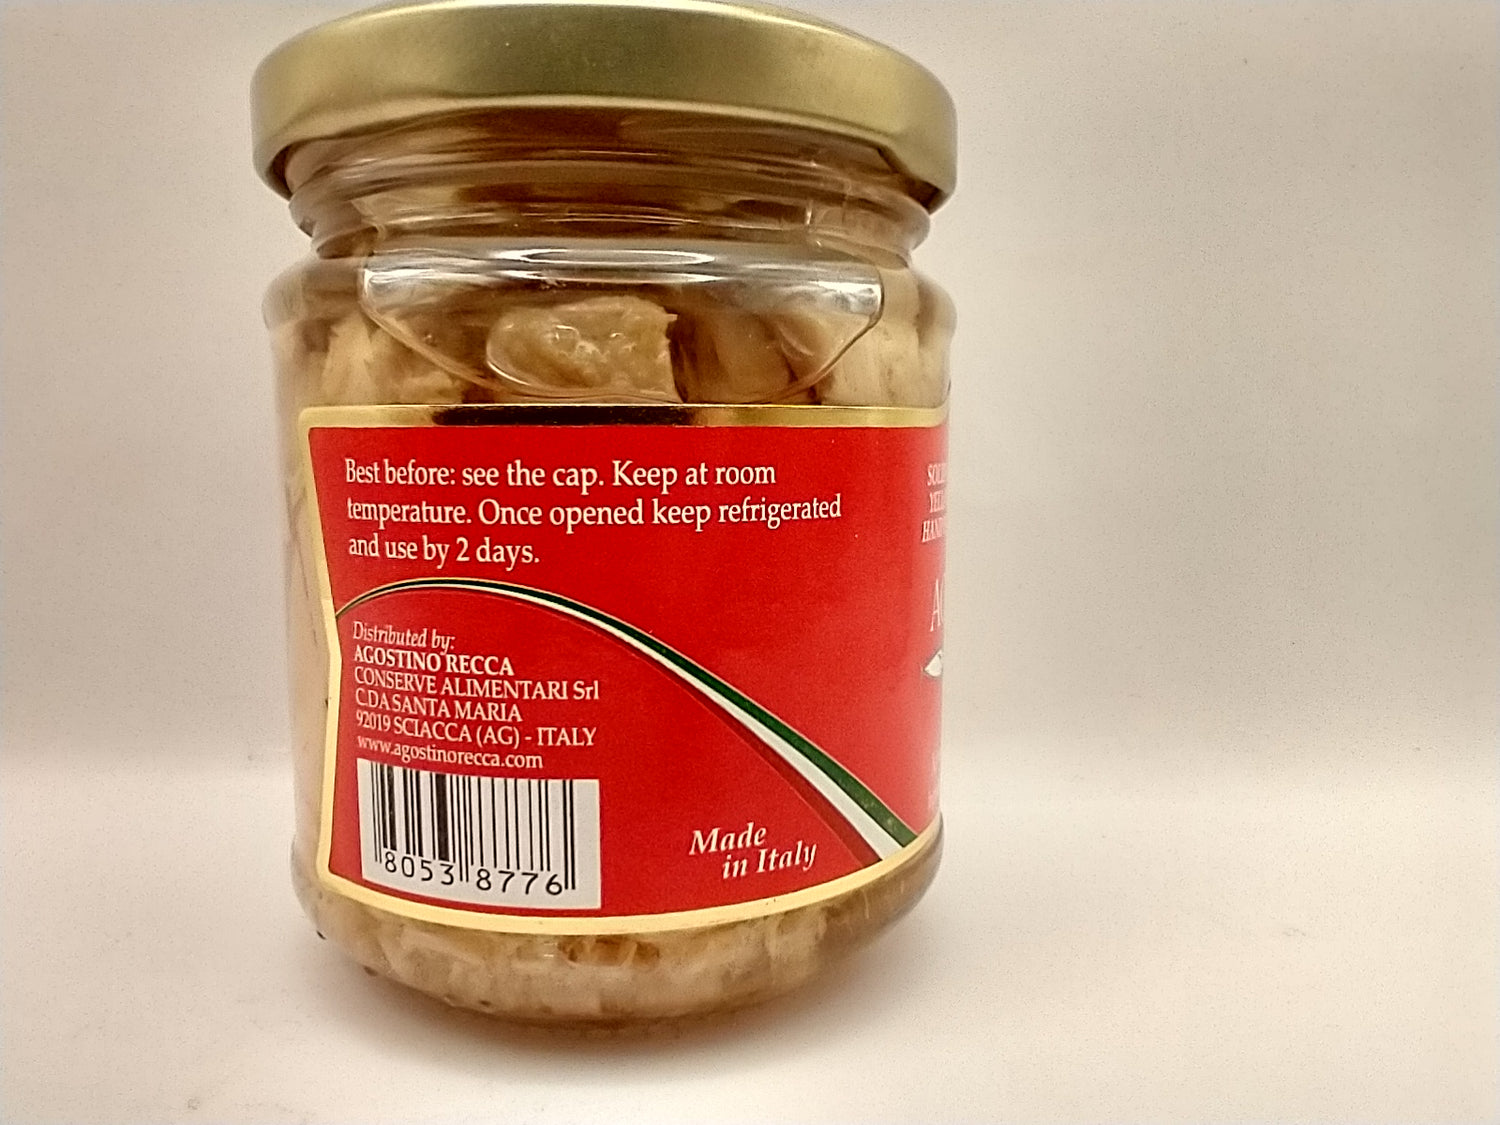 Best before: see the cap. Keep at room
temperature. Once opened keep refrigerated
and use by 2 days.
Distributed by:
AGOSTINO RECCA
CONSERVE ALIMENTARI Srl
C.DA SANTA MARIA
92019 SCIACCA (AG) - ITALY
www.agostinorecca.com
8053 8776
Made
in Italy